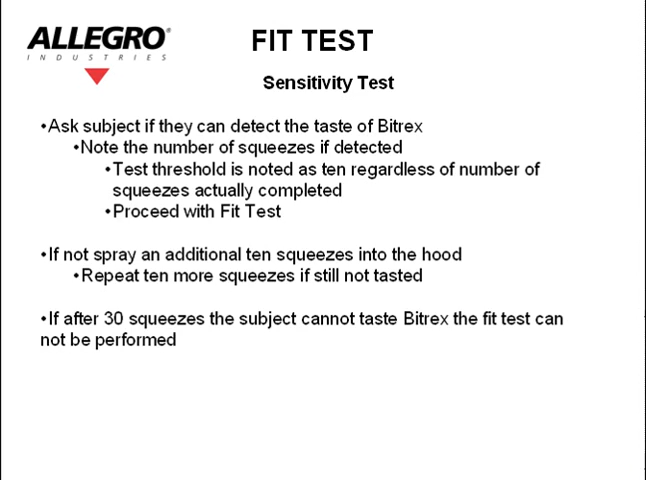 ALLEGRO®
INDUSTRIES
FIT TEST
Sensitivity Test
•Ask subject if they can detect the taste of Bitrex
•Note the number of squeezes if detected
•Test threshold is noted as ten regardless of number of
squeezes actually completed
•Proceed with Fit Test
•If not spray an additional ten squeezes into the hood
•Repeat ten more squeezes if still not tasted
•If after 30 squeezes the subject cannot taste Bitrex the fit test can
not be performed